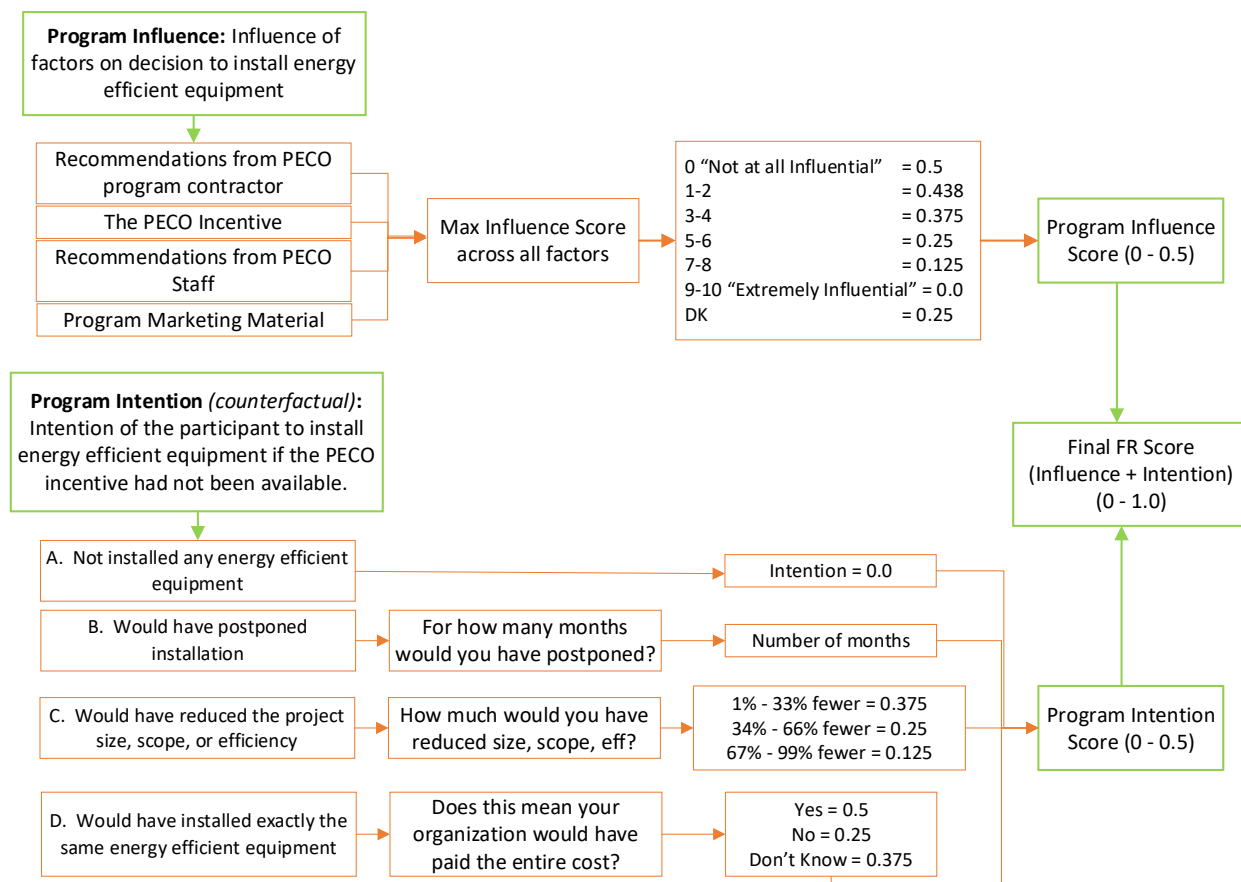 Program Influence: Influence of
factors on decision to install energy
efficient equipment
Recommendations from PECO
program contractor
The PECO Incentive
Recommendations from PECO
Staff
Program Marketing Material
Max Influence Score
across all factors
0 “Not at all Influential” = 0.5
1-2 = 0.438
3-4 = 0.375
5-6 = 0.25
7-8 = 0.125
9-10 “Extremely Influential” = 0.0
DK = 0.25
Program Influence
Score (0 - 0.5)
Program Intention (counterfactual):
Intention of the participant to install
energy efficient equipment if the PECO
incentive had not been available.
Final FR Score
(Influence + Intention)
(0 - 1.0)
A. Not installed any energy efficient
equipment
Intention = 0.0
B. Would have postponed
installation
For how many months
would you have postponed?
Number of months
C. Would have reduced the project
size, scope, or efficiency
How much would you have
reduced size, scope, eff?
1% - 33% fewer = 0.375
34% - 66% fewer = 0.25
67% - 99% fewer = 0.125
Program Intention
Score (0 - 0.5)
D. Would have installed exactly the
same energy efficient equipment
Does this mean your
organization would have
paid the entire cost?
Yes = 0.5
No = 0.25
Don’t Know = 0.375